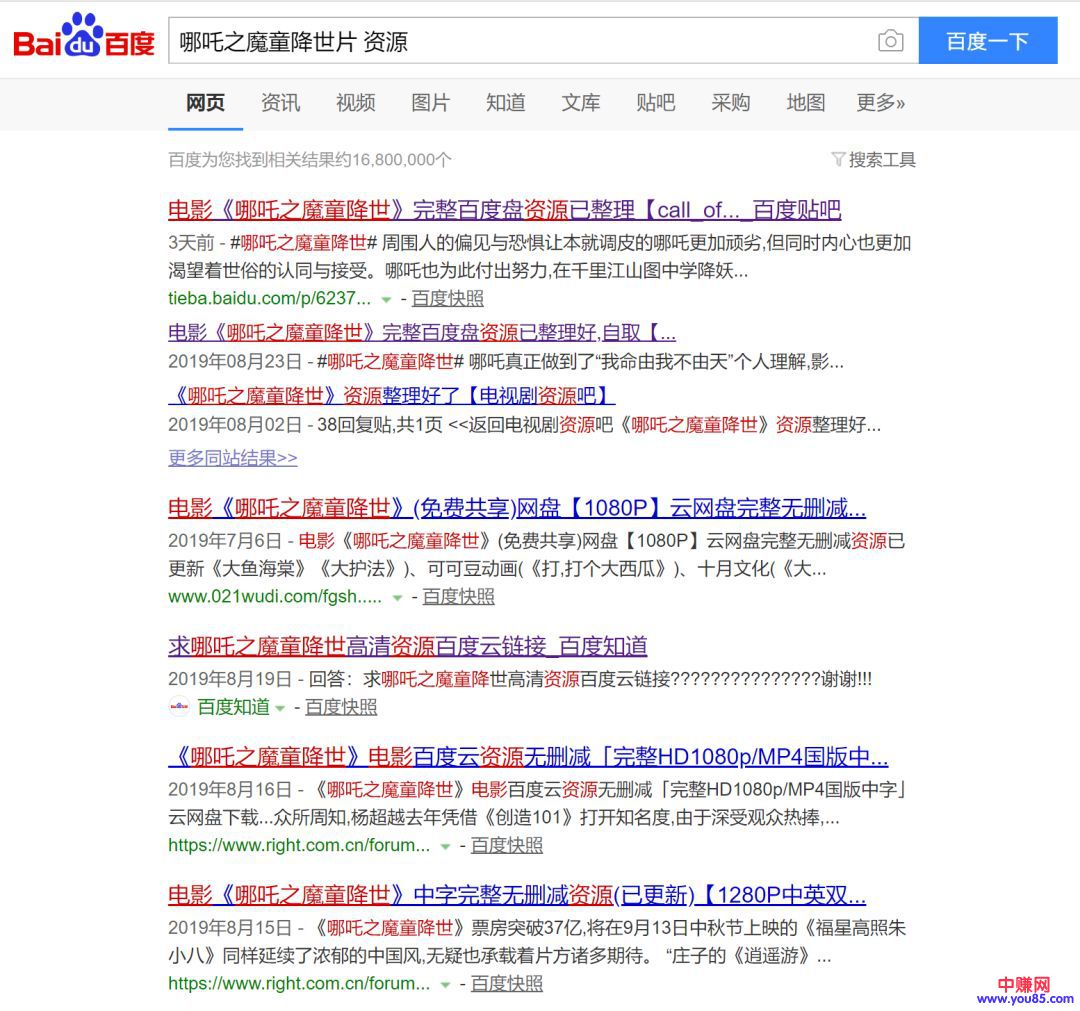 Baidu百度
哪吒之魔童降世片 资源
百度一下
网页 资讯 视频 图片 知道 文库 贴吧 采购 地图 更多»
百度为您找到相关结果约16,800,000个
搜索工具
电影《哪吒之魔童降世》完整百度盘资源已整理【call_of..._百度贴吧
3天前 - #哪吒之魔童降世# 周围人的偏见与恐惧让本就调皮的哪吒更加顽劣,但同时内心也更加
渴望着世俗的认同与接受。哪吒也为此付出努力,在千里江山图中学降妖...
tieba.baidu.com/p/6237... - 百度快照
电影《哪吒之魔童降世》完整百度盘资源已整理好,自取【...
2019年08月23日 - #哪吒之魔童降世# 哪吒真正做到了“我命由我不由天”个人理解,影...
《哪吒之魔童降世》资源整理好了【电视剧资源吧】
2019年08月02日 - 38回复贴,共1页 <<返回电视剧资源吧《哪吒之魔童降世》资源整理好...
更多同站结果>>
电影《哪吒之魔童降世》(免费共享)网盘【1080P】云网盘完整无删减...
2019年7月6日 - 电影《哪吒之魔童降世》(免费共享)网盘【1080P】云网盘完整无删减资源已
更新《大鱼海棠》《大护法》)、可可豆动画(《打,打个大西瓜》)、十月文化(《大...
www.021wudi.com/fgsh..... - 百度快照
求哪吒之魔童降世高清资源百度云链接_百度知道
2019年8月19日 - 回答：求哪吒之魔童降世高清资源百度云链接???????????????谢谢!!!
百度知道 - 百度快照
《哪吒之魔童降世》电影百度云资源无删减「完整HD1080p/MP4国版中...
2019年8月16日 - 《哪吒之魔童降世》电影百度云资源无删减「完整HD1080p/MP4国版中字」
云网盘下载...众所周知,杨超越去年凭借《创造101》打开知名度,由于深受观众热捧,...
https://www.right.com.cn/forum... - 百度快照
电影《哪吒之魔童降世》中字完整无删减资源(已更新)【1280P中英双...
2019年8月15日 - 《哪吒之魔童降世》票房突破37亿,将在9月13日中秋节上映的《福星高照朱
小八》同样延续了浓郁的中国风,无疑也承载着片方诸多期待。 “庄子的《逍遥游》...
https://www.right.com.cn/forum... - 百度快照
中赚网
www.you85.com